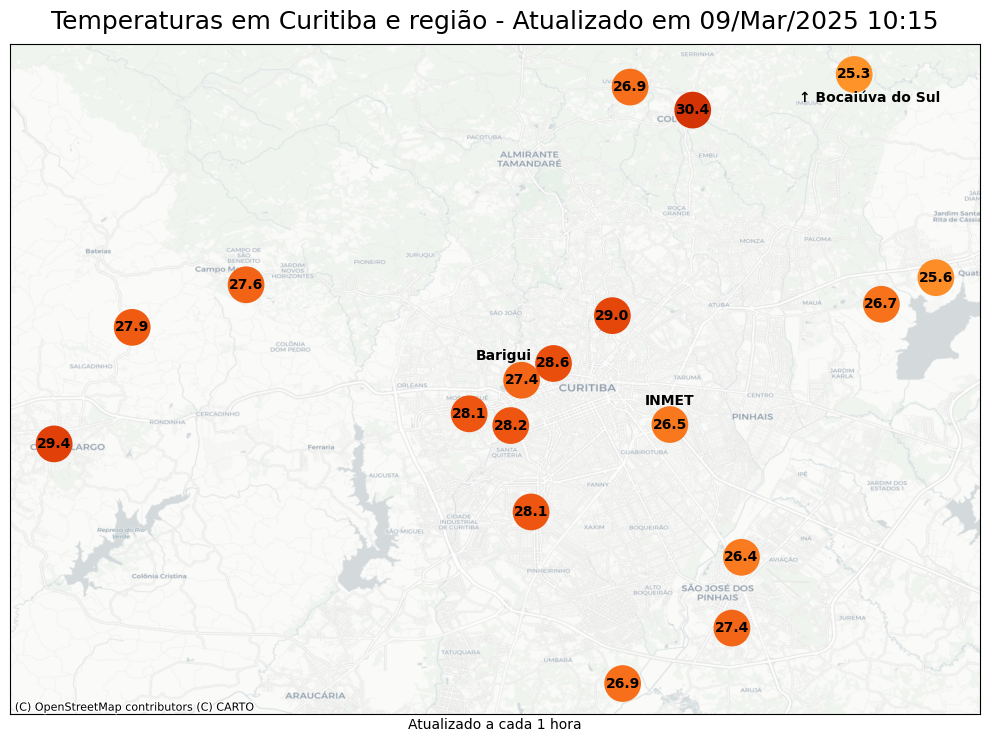 Temperaturas em Curitiba e região - Atualizado em 09/Mar/2025 10:15
SERRINHA
25.3
26.9
↑ Bocaiúva do Sul
30.4
PACOTUBA
ALMIRANTE
TAMANDARÉ
EMBU
ROÇA
GRANDE
Jardim Santa
Rita de Cássia
MONZA
PALOMA
Bateias
CAMPO DE
SÃO
BENEDITO
JURUQUI
PIONEIRO
JARDIM
NOVOS
HORIZONTES
Campo
27.6
25.6
26.7
MAUÁ
ATUBA
SÃO JOÃO
29.0
27.9
COLÔNIA
DOM PEDRO
Barigui
28.6
SALGADINHO
27.4
ORLEANS
CURITIBA
TARUMÃ
JARDIM
KARLA
CENTRO
INMET
28.1
28.2
26.5
PINHAIS
CERCADINHO
RONDINHA
29.4
LARGO
Ferraria
SANTA
QUITÉRIA
GUABIROTUBA
AUGUSTA
IPÊ
FANNY
JARDIM DOS
ESTADOS I
28.1
CIDADE
INDUSTRIAL
DE CURITIBA
XAXIM
BOQUEIRÃO
Represa do Rio
Verde
INÁ
26.4
AVIAÇÃO
PINHEIRINHO
Colônia Cristina
ALTO
BOQUEIRÃO
SÃO JOSÉ DOS
PINHAIS
JUREMA
27.4
TATUQUARA
UMBARÁ
26.9
ARUJÁ
ARAUCÁRIA
(C) OpenStreetMap contributors (C) CARTO
Atualizado a cada 1 hora